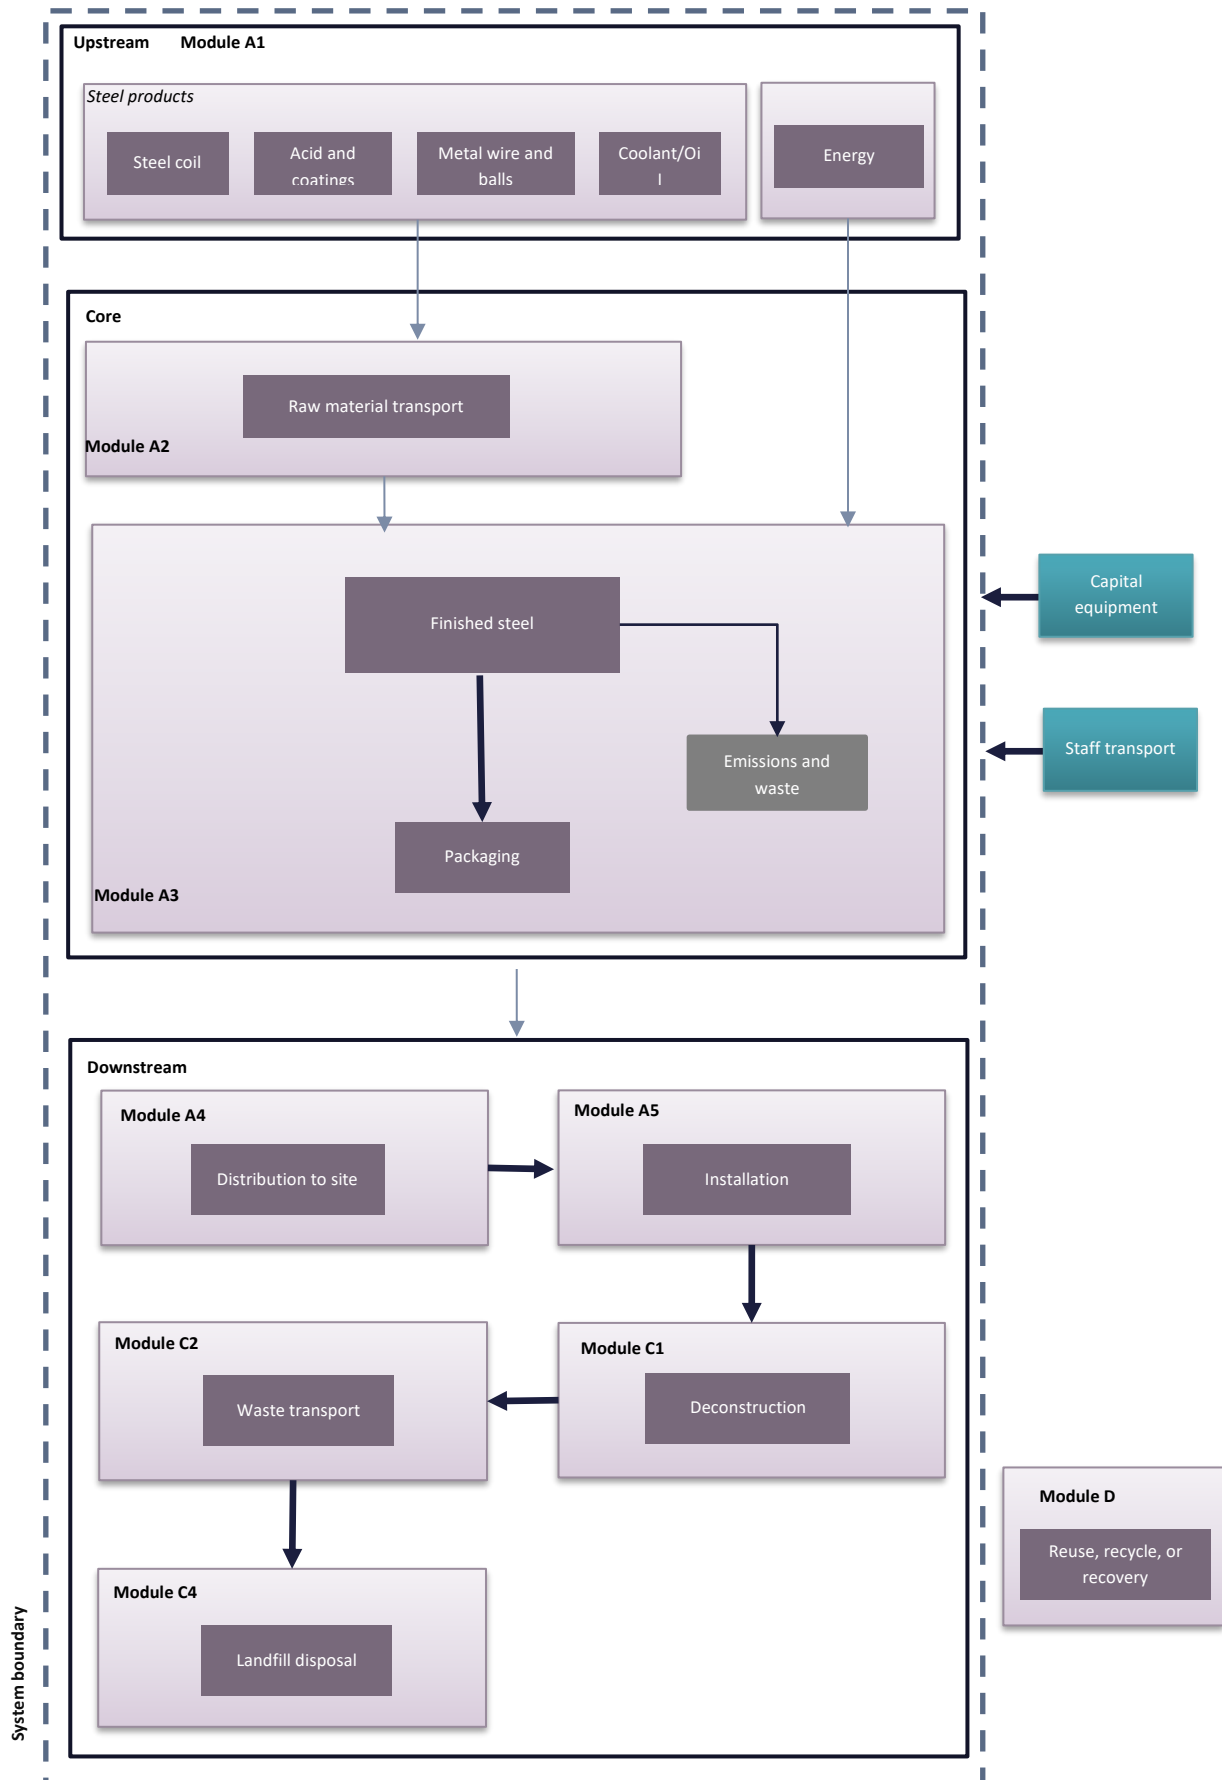 Upstream Module A1
Steel products
Steel coil
Acid and
coatings
Metal wire and
balls
Coolant/Oi
l
Energy
Core
Raw material transport
Module A2
Finished steel
Emissions and
waste
Packaging
Module A3
Capital
equipment
Staff transport
Downstream
Module A4
Distribution to site
Module A5
Installation
Module C2
Waste transport
Module C1
Deconstruction
Module C4
Landfill disposal
Module D
Reuse, recycle, or
recovery
System boundary